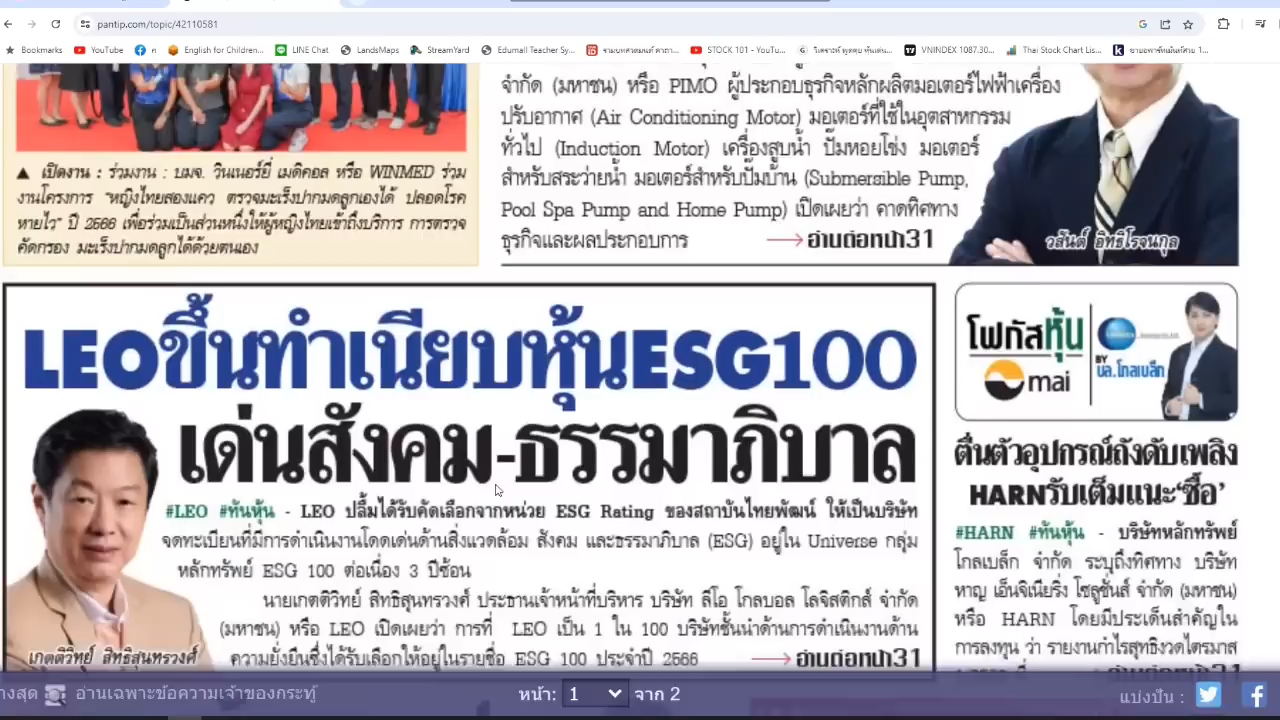 pantip.com/topic/42110581
Bookmarks
YouTube
English for Children...
LINE Chat
LandsMaps
StreamYard
Edumall Teacher Sy...
STOCK 101 - YouTu...
VNINDEX 1087.30...
Thai Stock Chart Lis...
▲ เปิดงาน : ร่วมงาน : บมจ. วินเนอร์ยี่ เมดิคอล หรือ WINMED ร่วม
งานโครงการ “หญิงไทยสองแคว ตรวจมะเร็งปากมดลูกเองได้ ปลอดโรค
หายไว” ปี 2566 เพื่อร่วมเป็นส่วนหนึ่งให้ผู้หญิงไทยเข้าถึงบริการ การตรวจ
คัดกรอง มะเร็งปากมดลูกได้ด้วยตนเอง
จำกัด (มหาชน) หรือ PIMO ผู้ประกอบธุรกิจหลักผลิตมอเตอร์ไฟฟ้าเครื่อง
ปรับอากาศ (Air Conditioning Motor) มอเตอร์ที่ใช้ในอุตสาหกรรม
ทั่วไป (Induction Motor) เครื่องสูบน้ำ ปั๊มหอยโข่ง มอเตอร์
สำหรับสระว่ายน้ำ มอเตอร์สำหรับปั๊มบ้าน (Submersible Pump,
Pool Spa Pump and Home Pump) เปิดเผยว่า คาดทิศทาง
ธุรกิจและผลประกอบการ → อ่านต่อหน้า31
วสันต์ อิทธิโรจนกุล
LEOขึ้นทำเนียบหุ้นESG100
เด่นสังคม-ธรรมาภิบาล
#LEO #ทันหุ้น - LEO ปลื้มได้รับคัดเลือกจากหน่วย ESG Rating ของสถาบันไทยพัฒน์ ให้เป็นบริษัท
จดทะเบียนที่มีการดำเนินงานโดดเด่นด้านสิ่งแวดล้อม สังคม และธรรมาภิบาล (ESG) อยู่ใน Universe กลุ่ม
หลักทรัพย์ ESG 100 ต่อเนื่อง 3 ปีซ้อน
นายเกตติวิทย์ สิทธิสุนทรวงศ์ ประธานเจ้าหน้าที่บริหาร บริษัท ลีโอ โกลบอล โลจิสติกส์ จำกัด
(มหาชน) หรือ LEO เปิดเผยว่า การที่ LEO เป็น 1 ใน 100 บริษัทชั้นนำด้านการดำเนินงานด้าน
ความยั่งยืนซึ่งได้รับเลือกให้อยู่ในรายชื่อ ESG 100 ประจำปี 2566 → อ่านต่อหน้า31
เกตติวิทย์ สิทธิสุนทรวงศ์
โฟกัสหุ้น
mai
BY
บล.โกลเบล็ก
ตื่นตัวอุปกรณ์ถังดับเพลิง
HARNรับเต็มแนะ‘ซื้อ’
#HARN #ทันหุ้น - บริษัทหลักทรัพย์
โกลเบล็ก จำกัด ระบุถึงทิศทาง บริษัท
หาญ เอ็นจิเนียริ่ง โซลูชั่นส์ จำกัด (มหาชน)
หรือ HARN โดยมีประเด็นสำคัญใน
การลงทุน ว่า รายงานกำไรสุทธิงวดไตรมาส
างสุด อ่านเฉพาะข้อความเจ้าของกระทู้
หน้า: 1 จาก 2
แบ่งปัน :